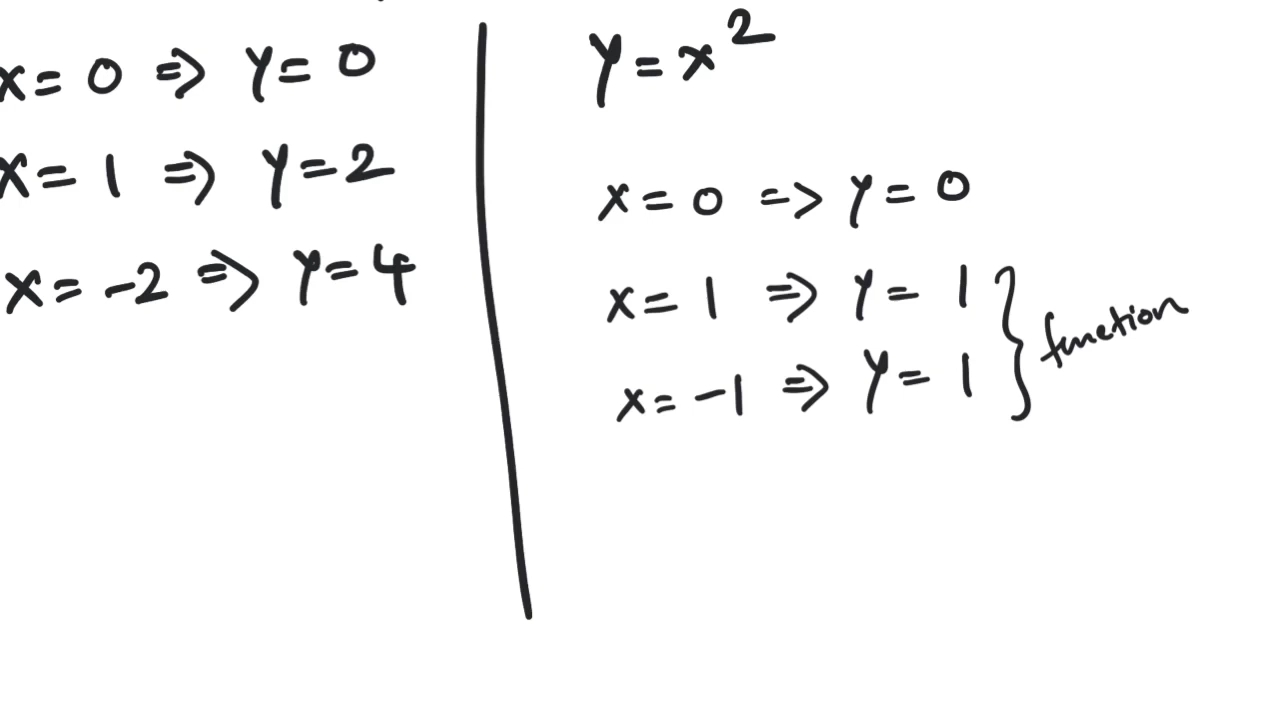 x = 0 => y = 0
x = 1 => y = 2
x = -2 => y = 4
y = x²
x = 0 => y = 0
x = 1 => y = 1
x = -1 => y = 1
function